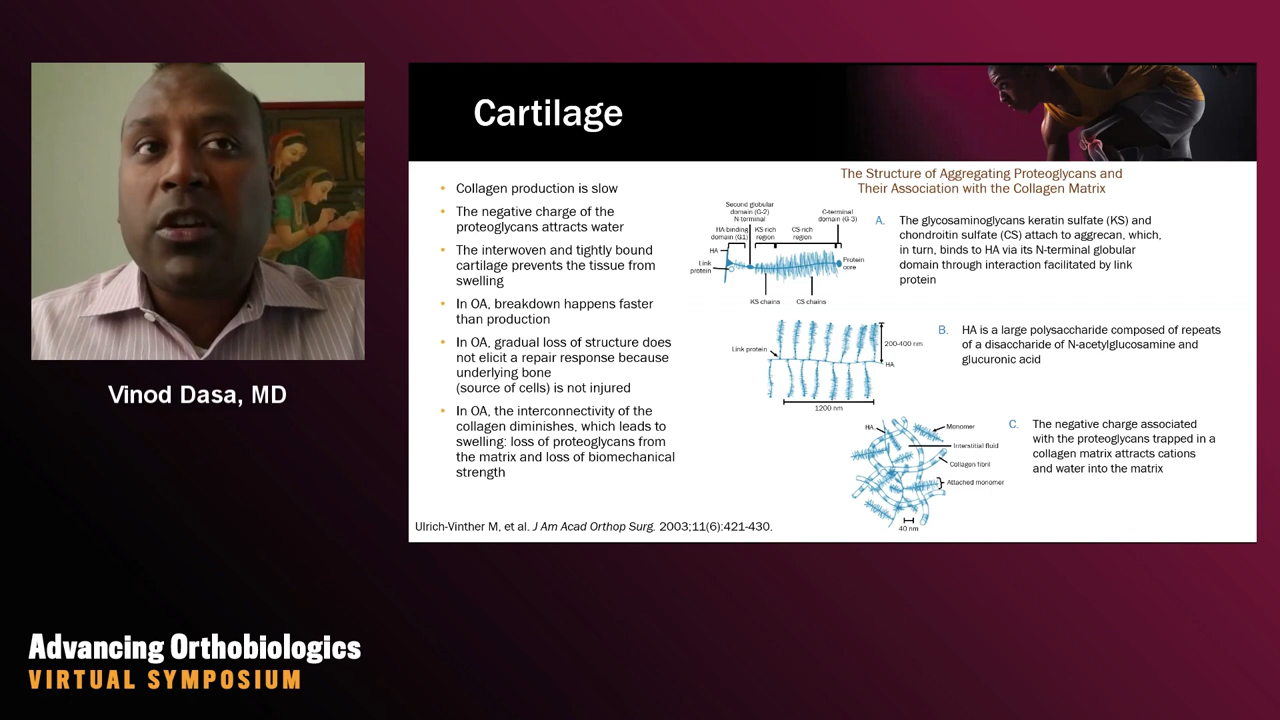 Cartilage
Collagen production is slow
The negative charge of the
proteoglycans attracts water
The interwoven and tightly bound
cartilage prevents the tissue from
swelling
In OA, breakdown happens faster
than production
In OA, gradual loss of structure does
not elicit a repair response because
underlying bone
(source of cells) is not injured
In OA, the interconnectivity of the
collagen diminishes, which leads to
swelling: loss of proteoglycans from
the matrix and loss of biomechanical
strength
The Structure of Aggregating Proteoglycans and
Their Association with the Collagen Matrix
Second globular
domain (G-2)
N-terminal
C-terminal
domain (G-3)
HA-binding
domain (G1)
KS-rich
region
CS-rich
region
HA
Link
protein
Protein
core
KS chains
CS chains
A. The glycosaminoglycans keratin sulfate (KS) and
chondroitin sulfate (CS) attach to aggrecan, which,
in turn, binds to HA via its N-terminal globular
domain through interaction facilitated by link
protein
Link protein
200-400 nm
HA
1200 nm
B. HA is a large polysaccharide composed of repeats
of a disaccharide of N-acetylglucosamine and
glucuronic acid
HA
Monomer
Interstitial fluid
Collagen fibril
Attached monomer
40 nm
C. The negative charge associated
with the proteoglycans trapped in a
collagen matrix attracts cations
and water into the matrix
Ulrich-Vinther M, et al. J Am Acad Orthop Surg. 2003;11(6):421-430.
Vinod Dasa, MD
Advancing Orthobiologics
VIRTUAL SYMPOSIUM